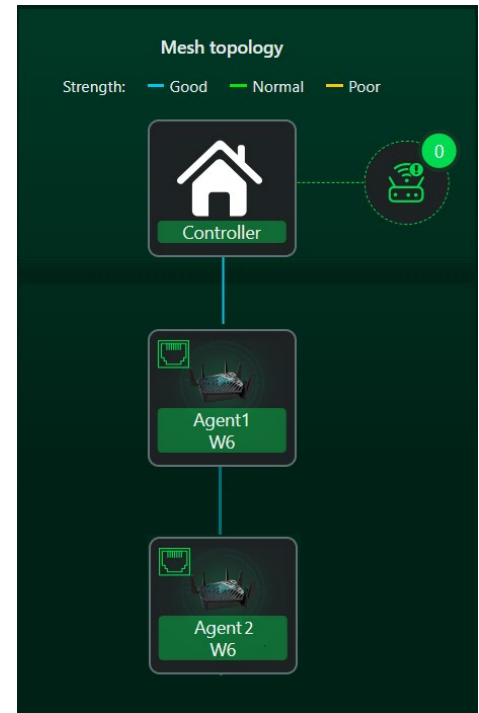 Mesh topology
Strength: Good Normal Poor
0
Controller
Agent1
W6
Agent2
W6